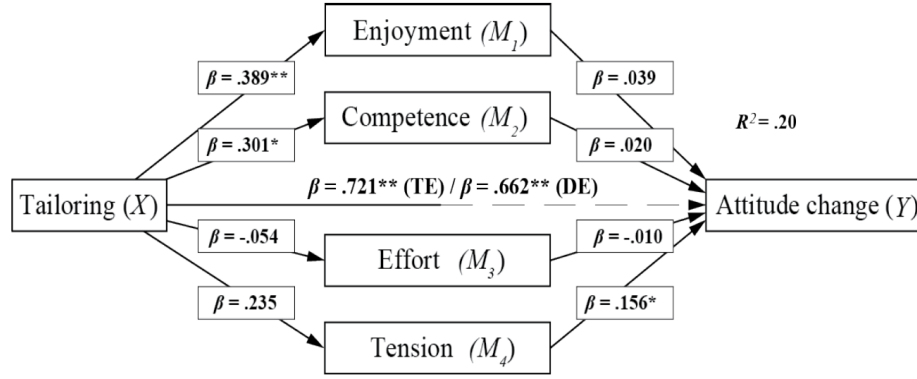 Enjoyment (M₁)
β = .389**
β = .039
Competence (M₂)
R² = .20
β = .301*
β = .020
β = .721** (TE) / β = .662** (DE)
Tailoring (X)
Attitude change (Y)
β = -.054
β = -.010
Effort (M₃)
β = .235
β = .156*
Tension (M₄)